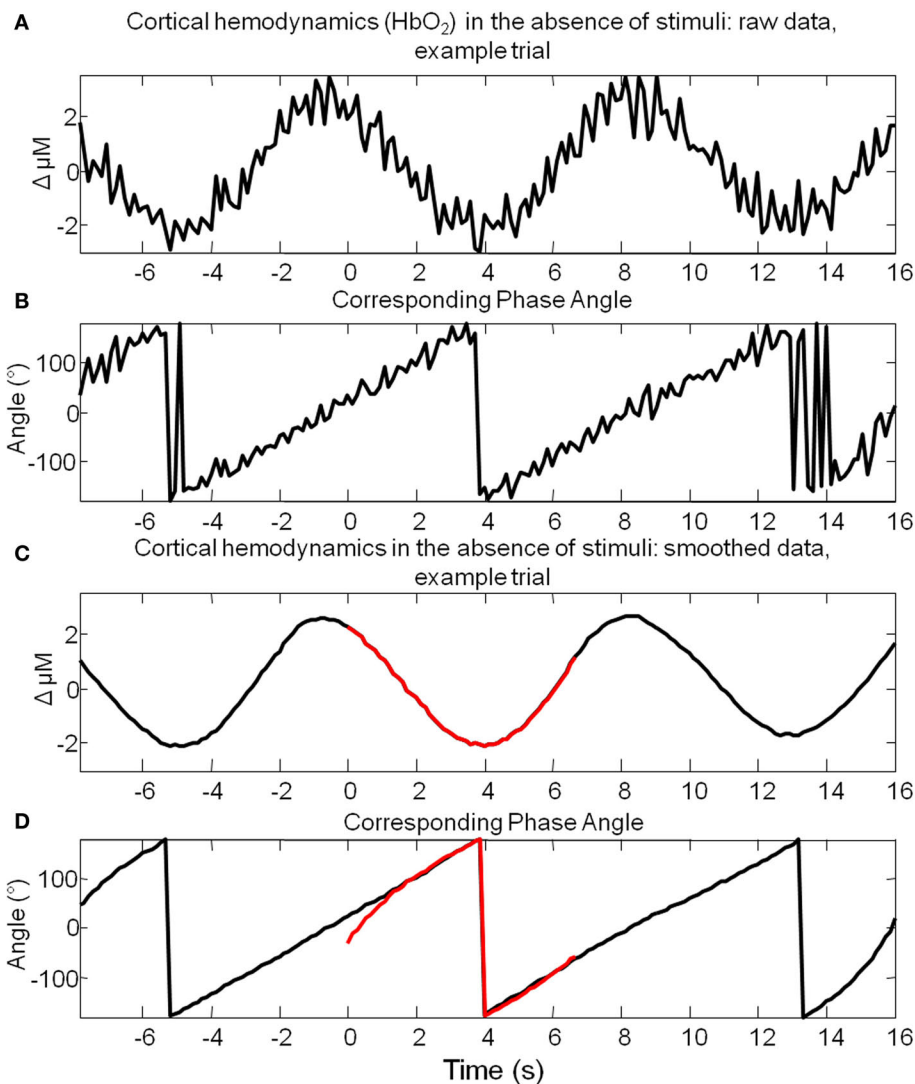 A
Cortical hemodynamics (HbO₂) in the absence of stimuli: raw data,
example trial
Δ µM
2
0
-2
-6 -4 -2 0 2 4 6 8 10 12 14 16
B
Corresponding Phase Angle
Angle (°)
100
0
-100
-6 -4 -2 0 2 4 6 8 10 12 14 16
C
Cortical hemodynamics in the absence of stimuli: smoothed data,
example trial
Δ µM
2
0
-2
-6 -4 -2 0 2 4 6 8 10 12 14 16
D
Corresponding Phase Angle
Angle (°)
100
0
-100
-6 -4 -2 0 2 4 6 8 10 12 14 16
Time (s)